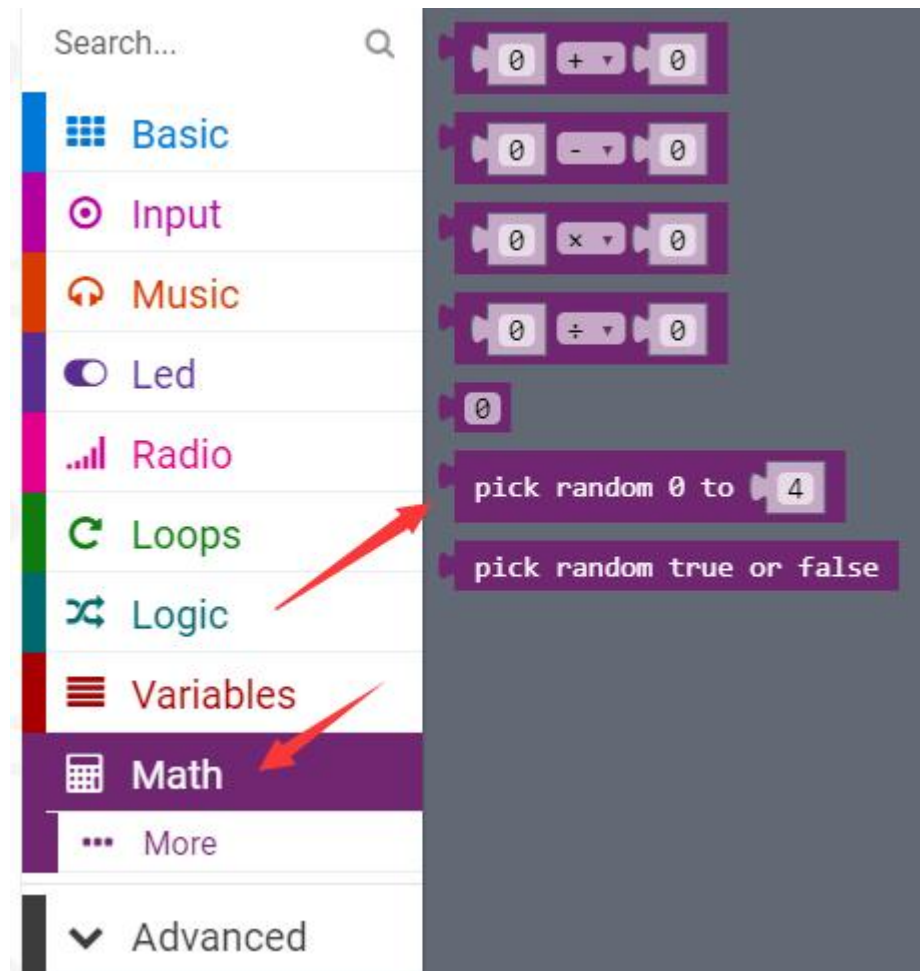 Search...
Basic
Input
Music
Led
Radio
Loops
Logic
Variables
Math
More
Advanced
0 + 0
0 - 0
0 × 0
0 ÷ 0
0
pick random 0 to 4
pick random true or false